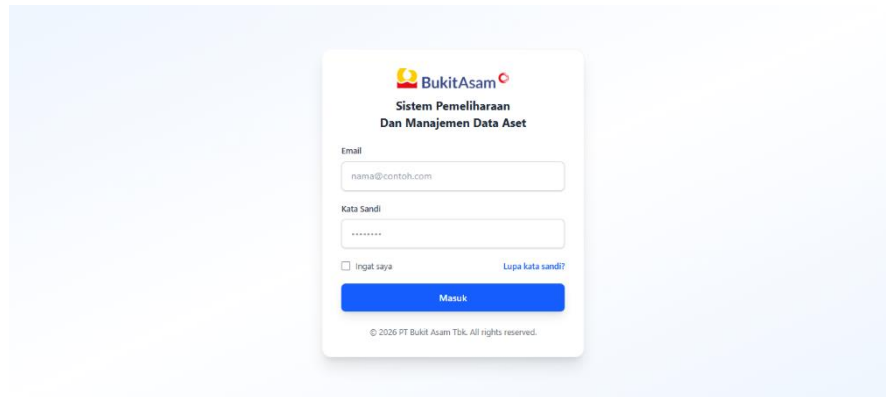 BukitAsam
Sistem Pemeliharaan
Dan Manajemen Data Aset
Email
nama@contoh.com
Kata Sandi
--------
Ingat saya Lupa kata sandi?
Masuk
© 2026 PT Bukit Asam Tbk. All rights reserved.